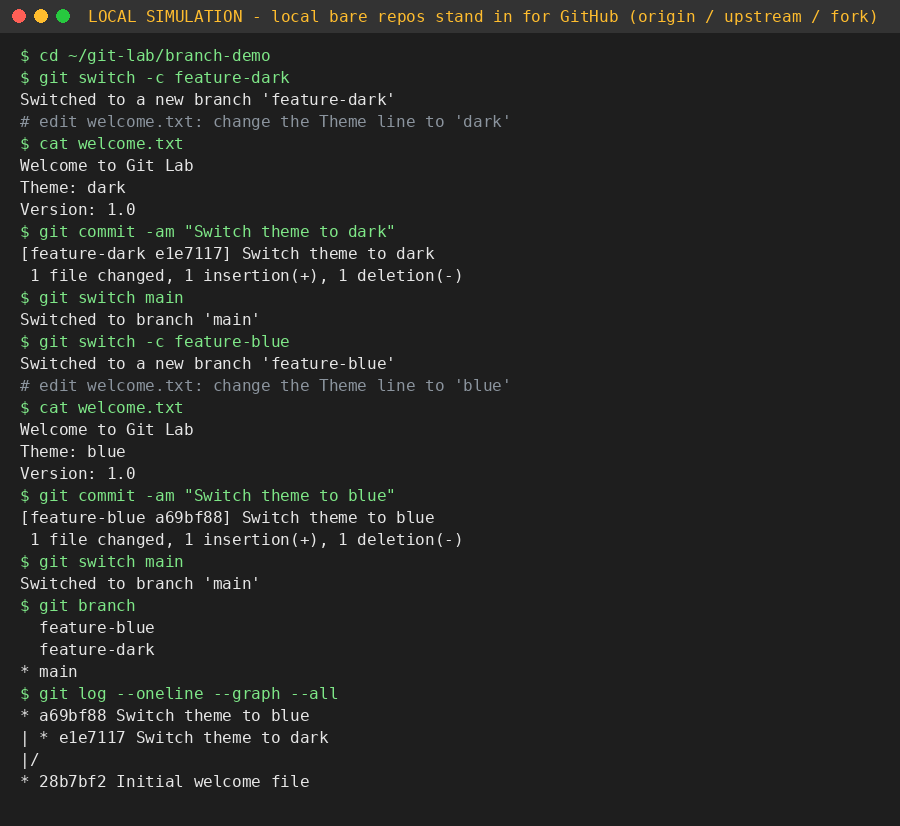 LOCAL SIMULATION - local bare repos stand in for GitHub (origin / upstream / fork)
$ cd ~/git-lab/branch-demo
$ git switch -c feature-dark
Switched to a new branch 'feature-dark'
# edit welcome.txt: change the Theme line to 'dark'
$ cat welcome.txt
Welcome to Git Lab
Theme: dark
Version: 1.0
$ git commit -am "Switch theme to dark"
[feature-dark e1e7117] Switch theme to dark
 1 file changed, 1 insertion(+), 1 deletion(-)
$ git switch main
Switched to branch 'main'
$ git switch -c feature-blue
Switched to a new branch 'feature-blue'
# edit welcome.txt: change the Theme line to 'blue'
$ cat welcome.txt
Welcome to Git Lab
Theme: blue
Version: 1.0
$ git commit -am "Switch theme to blue"
[feature-blue a69bf88] Switch theme to blue
 1 file changed, 1 insertion(+), 1 deletion(-)
$ git switch main
Switched to branch 'main'
$ git branch
  feature-blue
  feature-dark
* main
$ git log --oneline --graph --all
* a69bf88 Switch theme to blue
| * e1e7117 Switch theme to dark
|/
* 28b7bf2 Initial welcome file